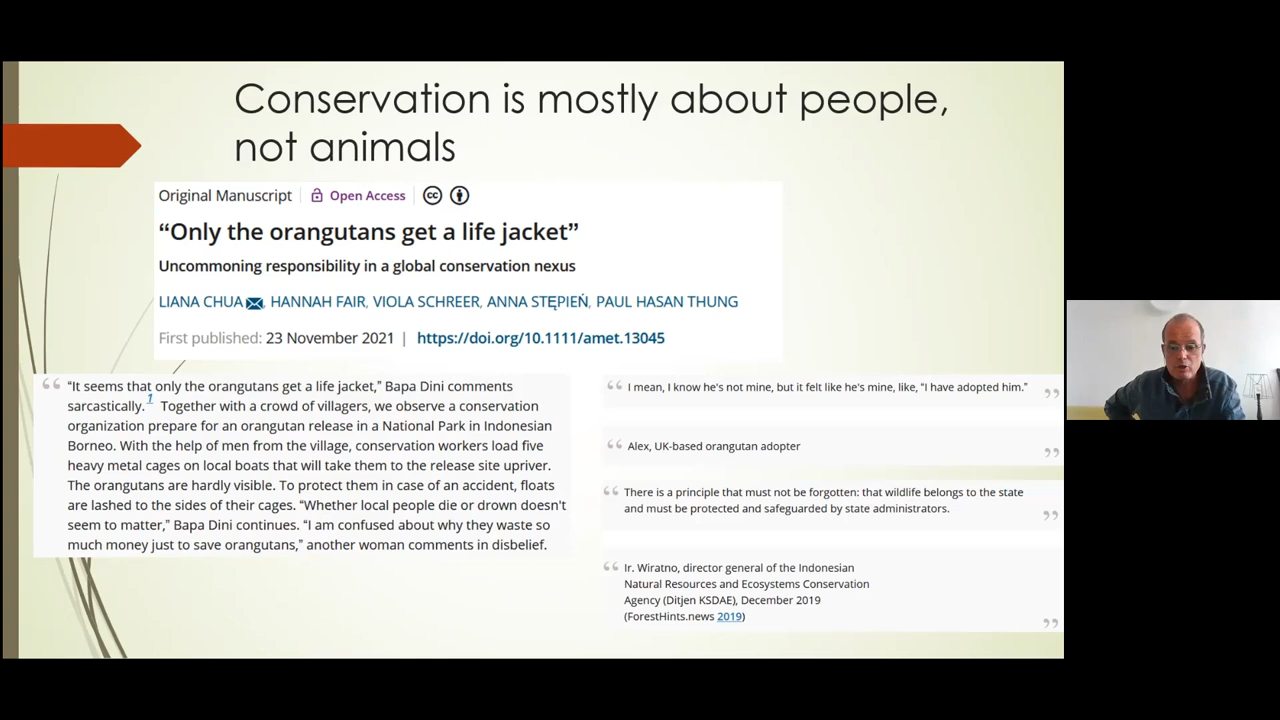 Conservation is mostly about people,
not animals
Original Manuscript | Open Access
“Only the orangutans get a life jacket”
Uncommoning responsibility in a global conservation nexus
LIANA CHUA, HANNAH FAIR, VIOLA SCHREER, ANNA STĘPIEŃ, PAUL HASAN THUNG
First published: 23 November 2021 | https://doi.org/10.1111/amet.13045
“ “It seems that only the orangutans get a life jacket,” Bapa Dini comments
sarcastically.1 Together with a crowd of villagers, we observe a conservation
organization prepare for an orangutan release in a National Park in Indonesian
Borneo. With the help of men from the village, conservation workers load five
heavy metal cages on local boats that will take them to the release site upriver.
The orangutans are hardly visible. To protect them in case of an accident, floats
are lashed to the sides of their cages. “Whether local people die or drown doesn't
seem to matter,” Bapa Dini continues. “I am confused about why they waste so
much money just to save orangutans,” another woman comments in disbelief.
“ I mean, I know he's not mine, but it felt like he's mine, like, “I have adopted him.” ”
“ Alex, UK-based orangutan adopter ”
“ There is a principle that must not be forgotten: that wildlife belongs to the state
and must be protected and safeguarded by state administrators. ”
“ Ir. Wiratno, director general of the Indonesian
Natural Resources and Ecosystems Conservation
Agency (Ditjen KSDAE), December 2019
(ForestHints.news 2019) ”